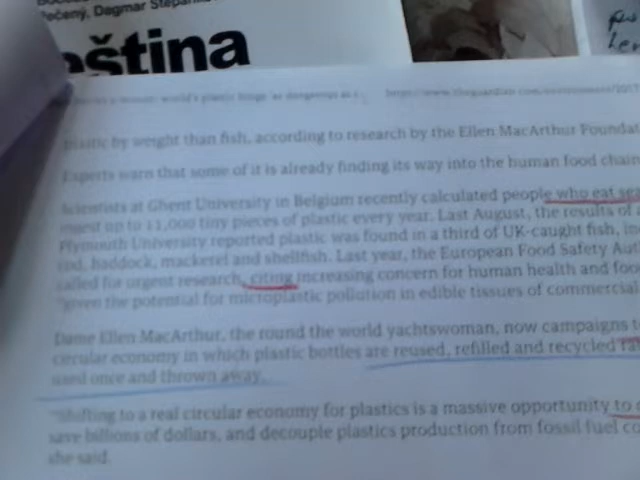 Dagmar Štěpánk
eština
world's plastic binge 'as dangerous as c
plastic by weight than fish, according to research by the Ellen MacArthur Foundat
Experts warn that some of it is already finding its way into the human food chain
Scientists at Ghent University in Belgium recently calculated people who eat se
ingest up to 11,000 tiny pieces of plastic every year. Last August, the results of
Plymouth University reported plastic was found in a third of UK-caught fish, in
cod, haddock, mackerel and shellfish. Last year, the European Food Safety Aut
called for urgent research, citing increasing concern for human health and foo
"given the potential for microplastic pollution in edible tissues of commercial
Dame Ellen MacArthur, the round the world yachtswoman, now campaigns t
circular economy in which plastic bottles are reused, refilled and recycled ra
used once and thrown away.
"Shifting to a real circular economy for plastics is a massive opportunity to
save billions of dollars, and decouple plastics production from fossil fuel co
she said.